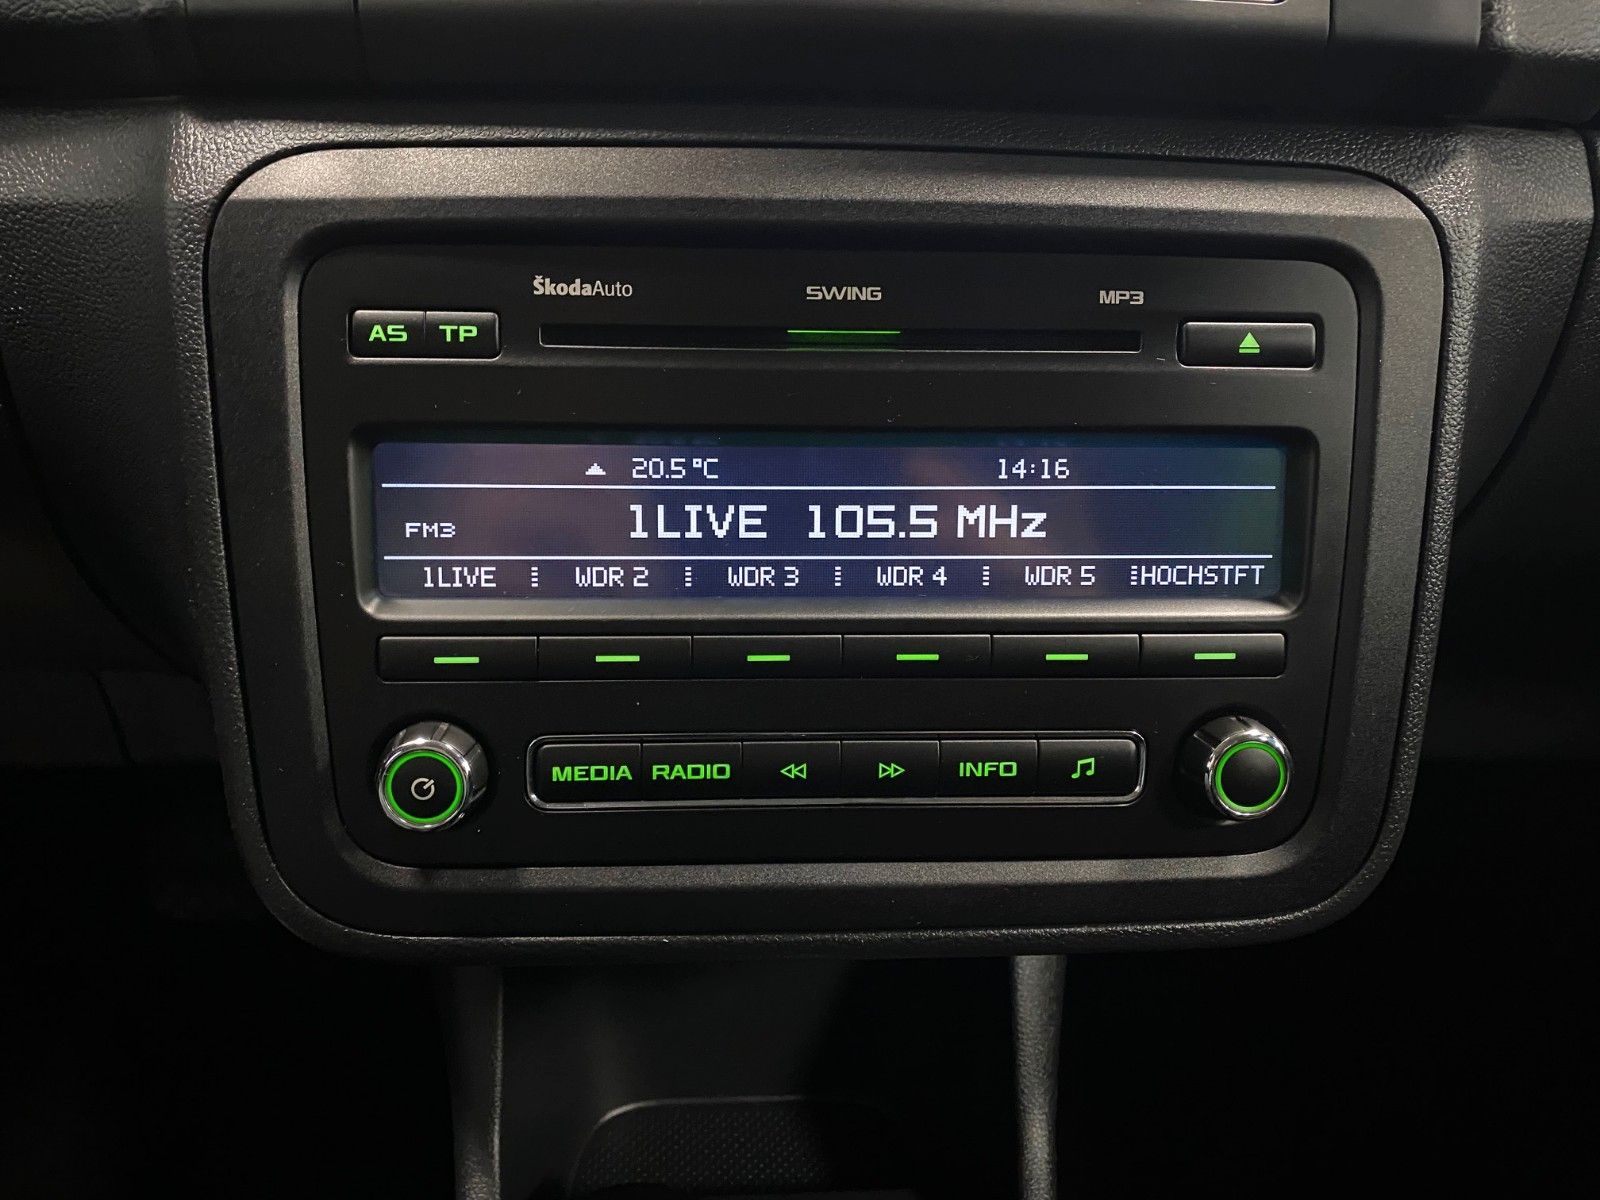 ŠkodaAuto SWING MP3
AS TP
20.5°C 14:16
FM3 1LIVE 105.5 MHz
1LIVE WDR 2 WDR 3 WDR 4 WDR 5 HOCHSTFT
MEDIA RADIO INFO